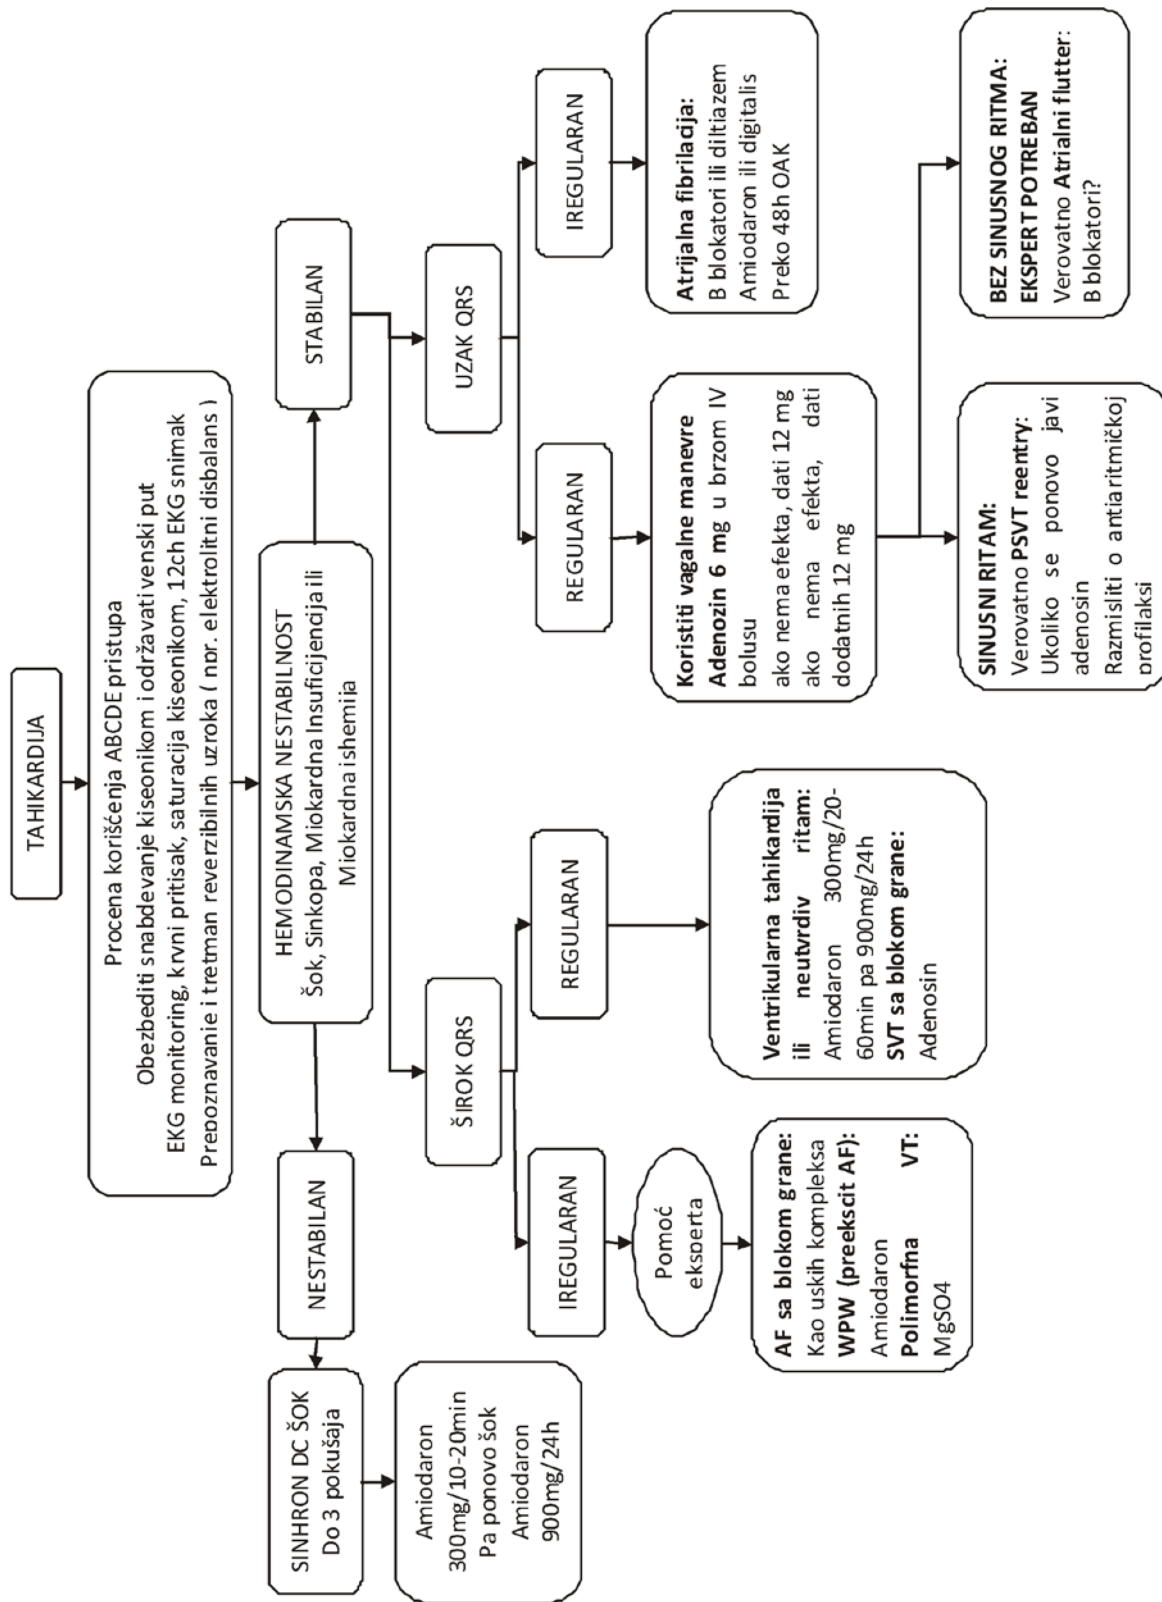 TAHIKARDIJA
Procena korišćenja ABCDE pristupa
Obezbediti snabdevanje kiseonikom i održavati venski put
EKG monitoring, krvni pritisak, saturacija kiseonikom, 12ch EKG snimak
Prepoznavanje i tretman reverzibilnih uzroka ( npr. elektrolitni disbalans )
HEMODINAMSKA NESTABILNOST
Šok, Sinkopa, Miokardna Insuficijencija ili
Miokardna ishemija
NESTABILAN
STABILAN
SINHRON DC ŠOK
Do 3 pokušaja
Amiodaron
300mg/10-20min
Pa ponovo šok
Amiodaron
900mg/24h
ŠIROK QRS
UZAK QRS
IREGULARAN
REGULARAN
REGULARAN
IREGULARAN
Pomoć
eksperta
AF sa blokom grane:
Kao uskih kompleksa
WPW (preekscit AF):
Amiodaron
Polimorfna VT:
MgSO4
Ventrikularna tahikardija
ili neutvrdiv ritam:
Amiodaron 300mg/20-
60min pa 900mg/24h
SVT sa blokom grane:
Adenosin
Koristiti vagalne manevre
Adenozin 6 mg u brzom IV
bolusu
ako nema efekta, dati 12 mg
ako nema efekta, dati
dodatnih 12 mg
Atrijalna fibrilacija:
B blokatori ili diltiazem
Amiodaron ili digitalis
Preko 48h OAK
SINUSNI RITAM:
Verovatno PSVT reentry:
Ukoliko se ponovo javi
adenosin
Razmisliti o antiaritmičkoj
profilaksi
BEZ SINUSNOG RITMA:
EKSPERT POTREBAN
Verovatno Atrialni flutter:
B blokatori?